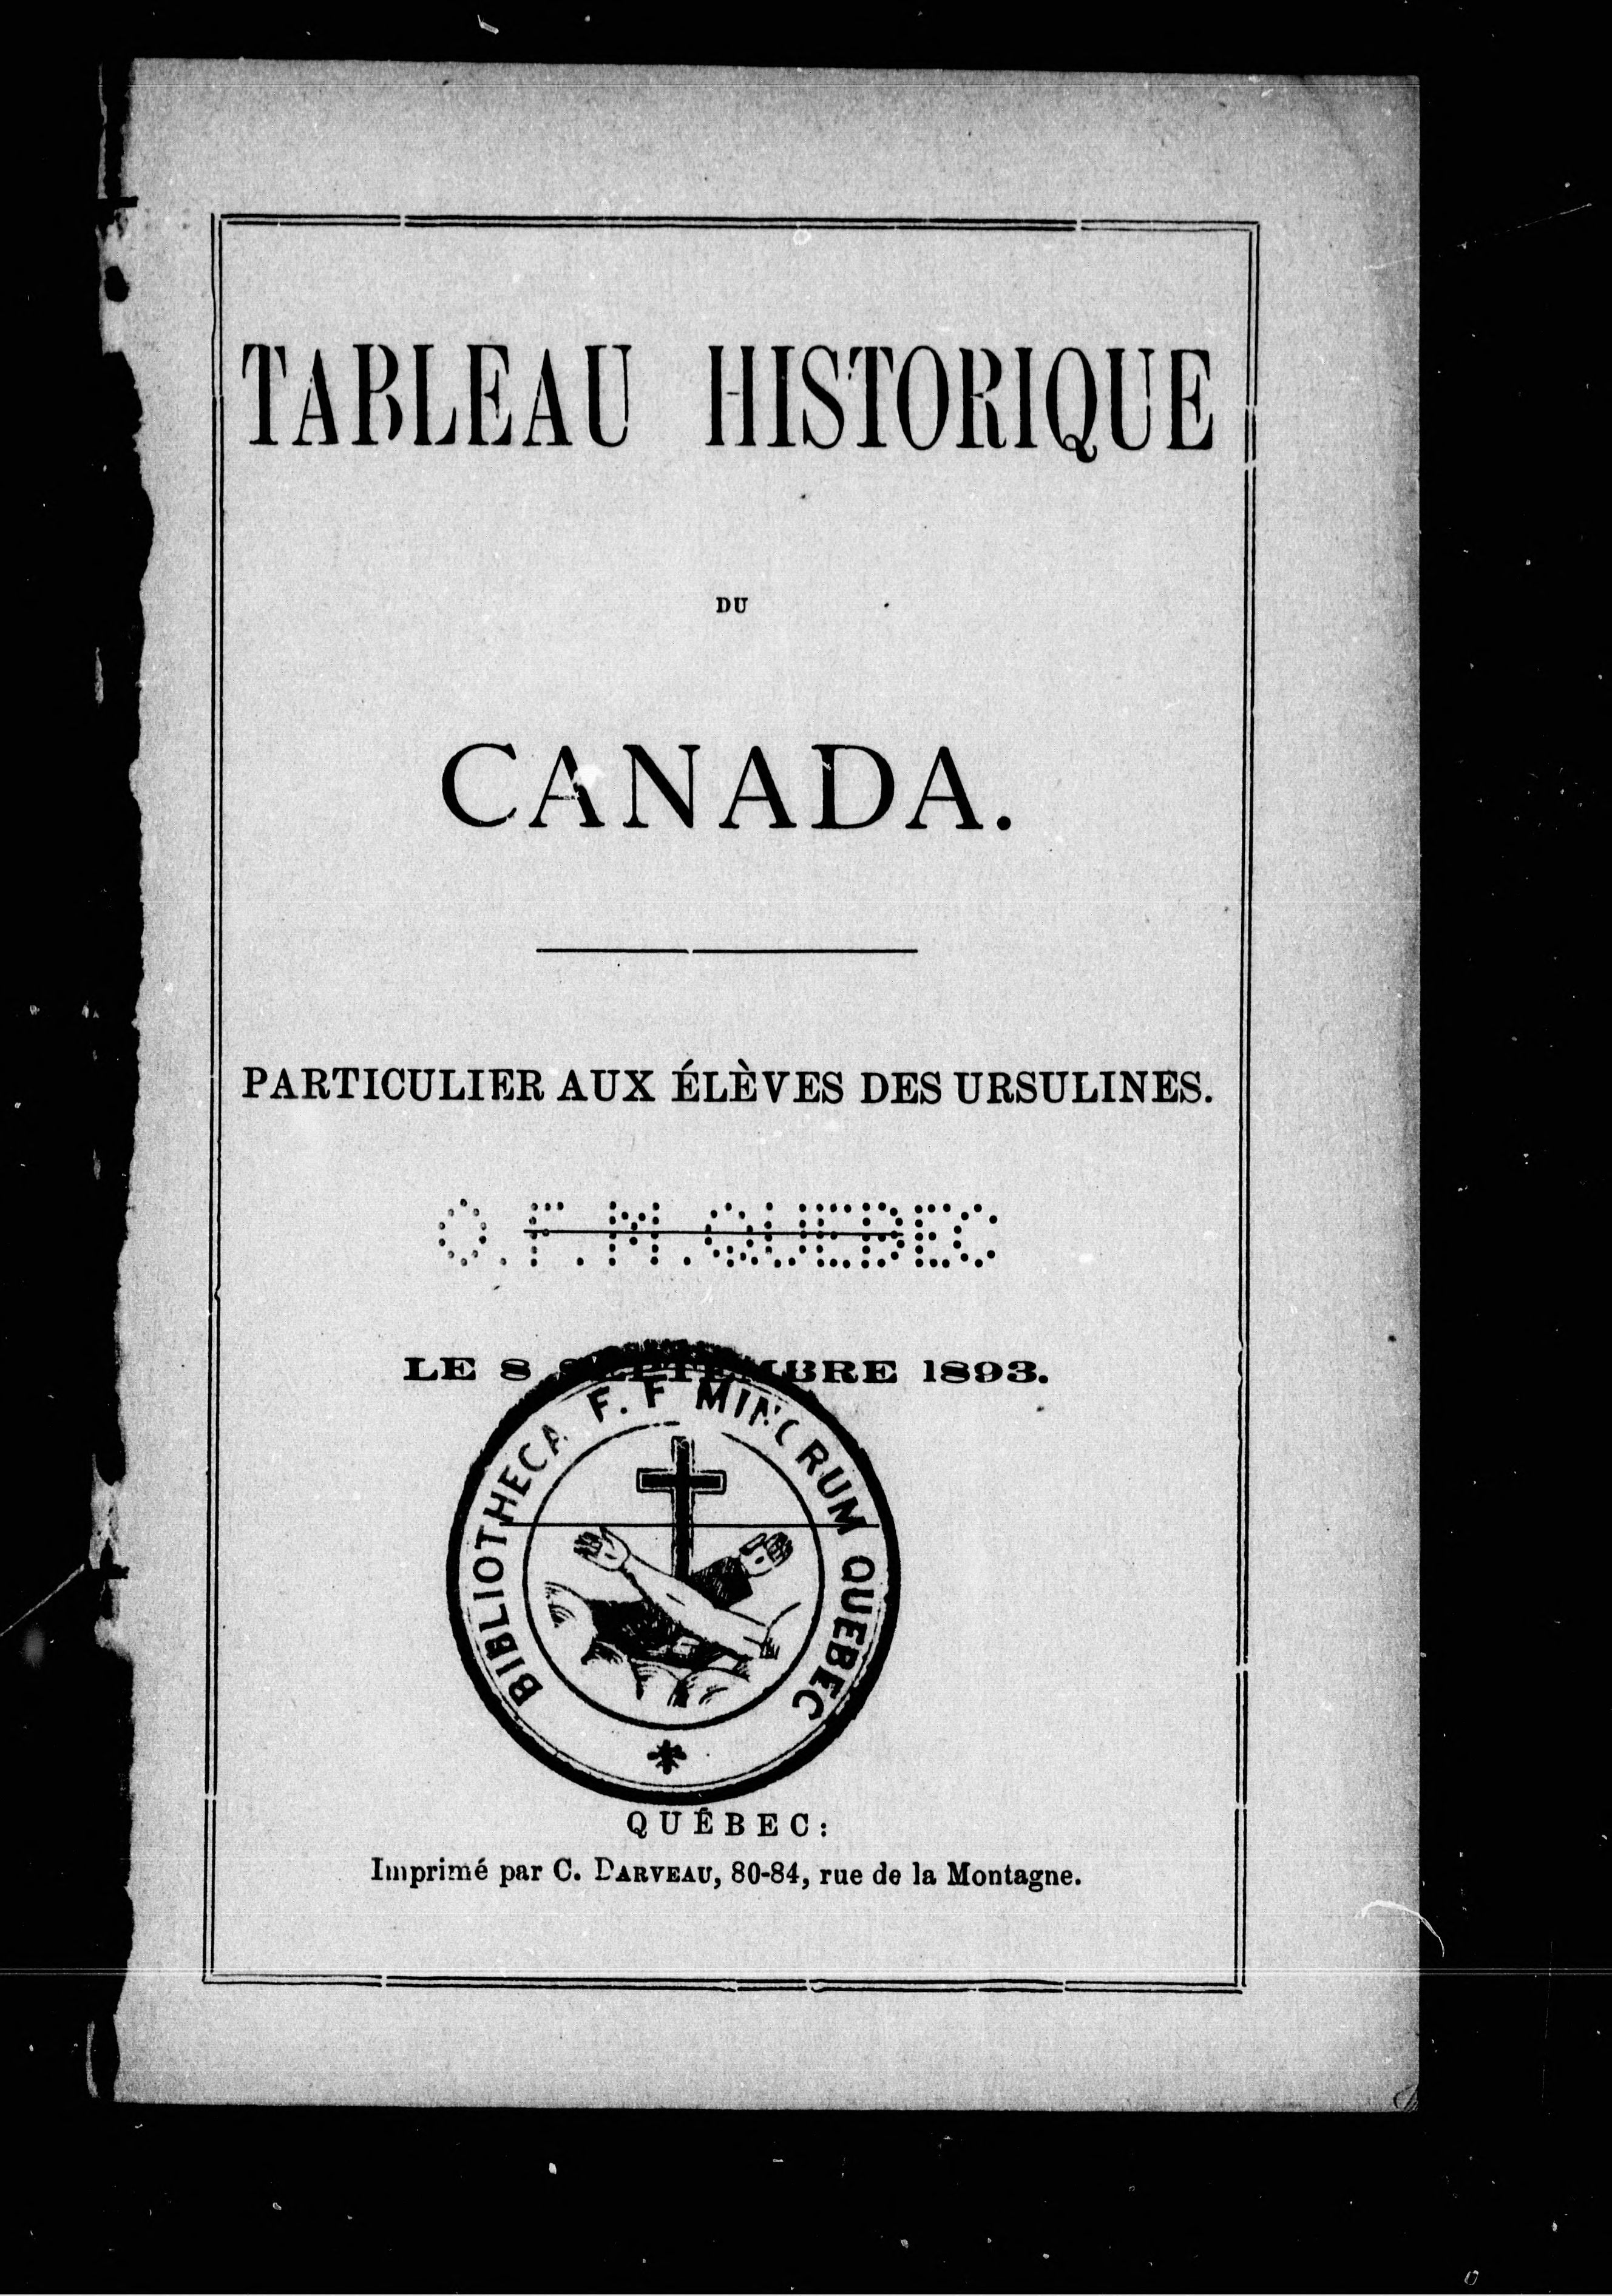 TABLEAU HISTORIQUE
DU
CANADA.
PARTICULIER AUX ÉLÈVES DES URSULINES.
O.F.M. QUEBEC
LE 8 SEPTEMBRE 1893.
BIBLIOTHECA F. F MINORUM QUEBEC
QUÉBEC:
Imprimé par C. DARVEAU, 80-84, rue de la Montagne.